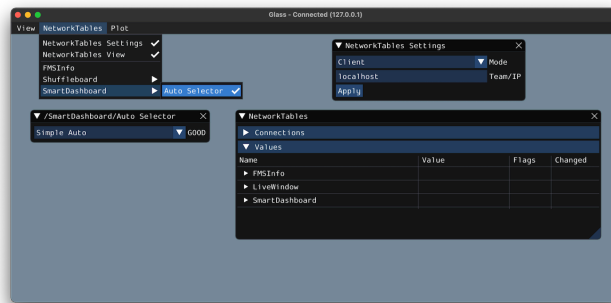 Glass - Connected (127.0.0.1)
View NetworkTables Plot
NetworkTables Settings
NetworkTables View
FMSInfo
Shuffleboard
SmartDashboard
Auto Selector
NetworkTables Settings
Client Mode
localhost Team/IP
Apply
/SmartDashboard/Auto Selector
Simple Auto GOOD
NetworkTables
Connections
Values
Name Value Flags Changed
FMSInfo
LiveWindow
SmartDashboard